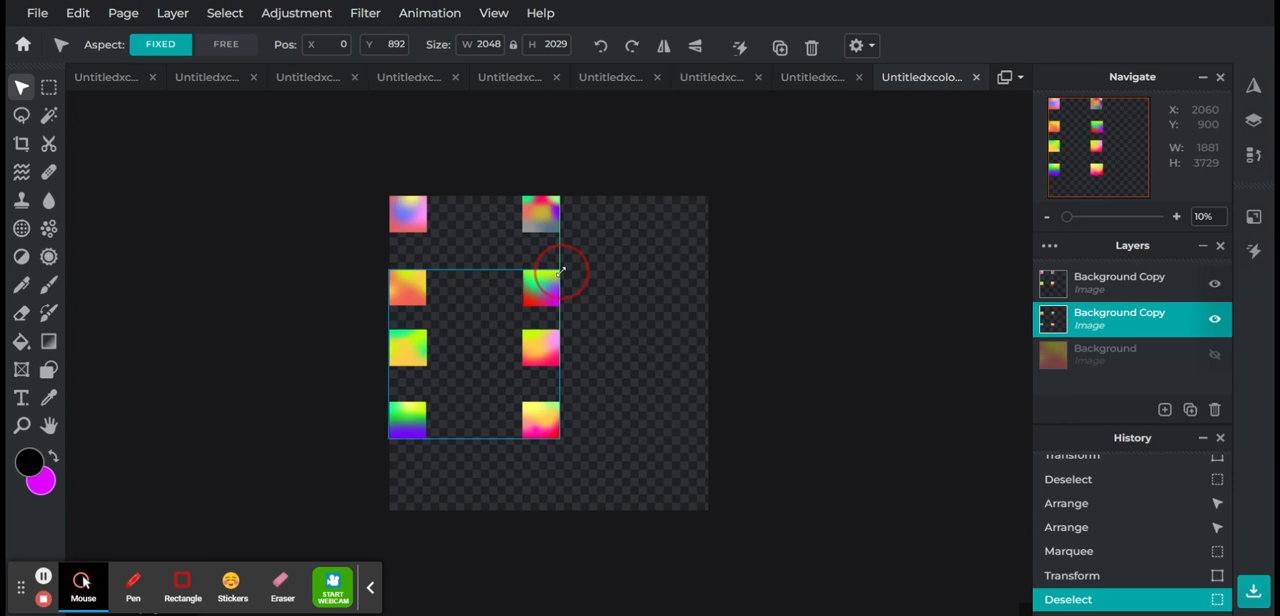 File Edit Page Layer Select Adjustment Filter Animation View Help
Aspect: FIXED FREE Pos: X 0 Y 892 Size: W 2048 H 2029
Untitledxc... Untitledxc... Untitledxc... Untitledxc... Untitledxc... Untitledxc... Untitledxc... Untitledxc... Untitledxcolo...
Navigate
X: 2060
Y: 900
W: 1881
H: 3729
- + 10%
Layers
Background Copy
Image
Background Copy
Image
Background
Image
History
Transform
Deselect
Arrange
Arrange
Marquee
Transform
Deselect
Mouse Pen Rectangle Stickers Eraser START WEBCAM